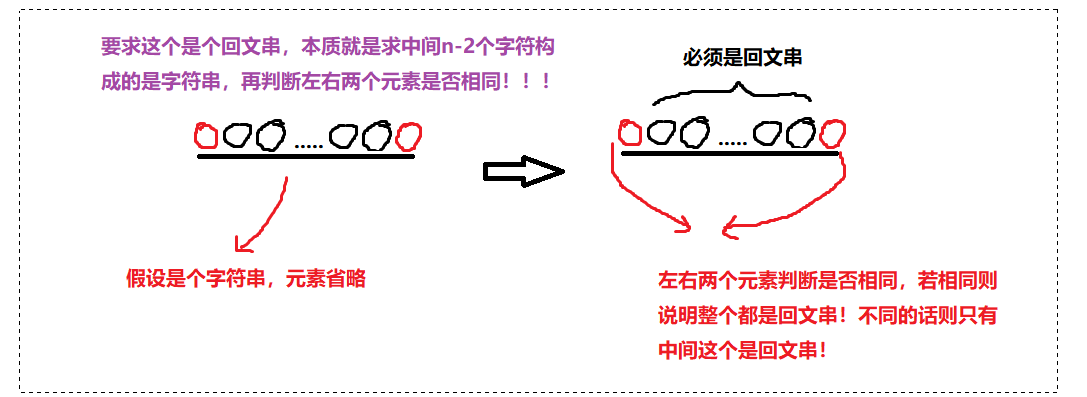 要求这个是个回文串，本质就是求中间n-2个字符构
成的是字符串，再判断左右两个元素是否相同！！！
必须是回文串
.....
.....
假设是个字符串，元素省略
左右两个元素判断是否相同，若相同则
说明整个都是回文串！不同的话则只有
中间这个是回文串！